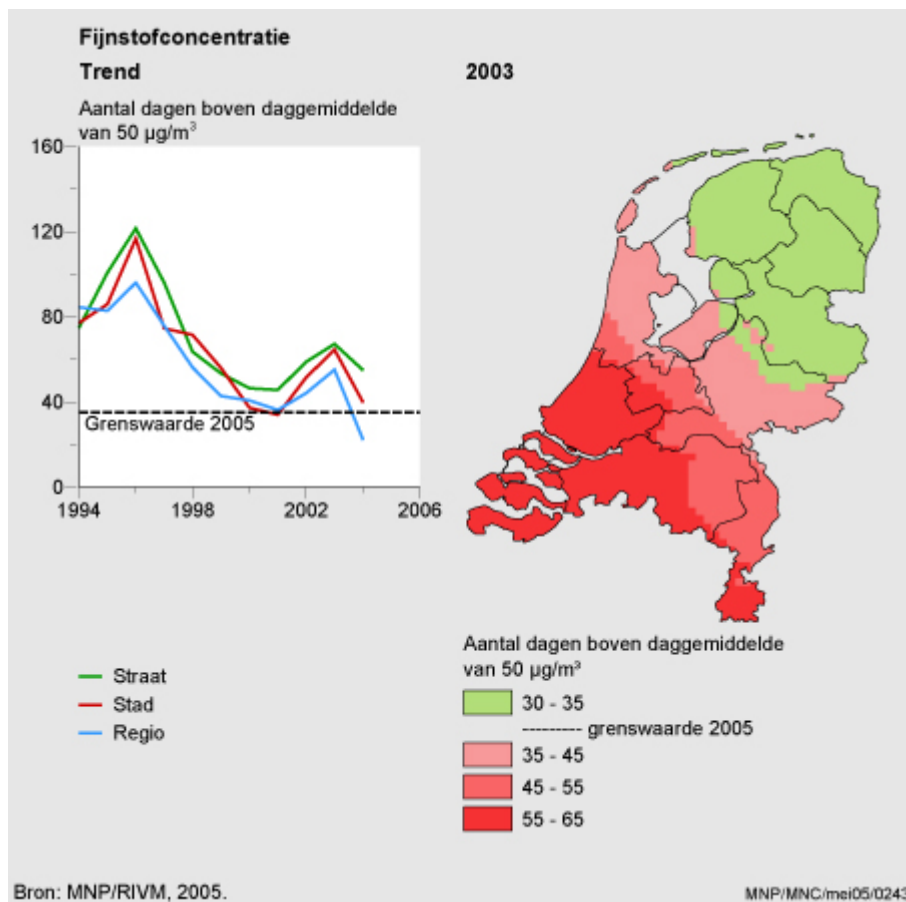 Fijnstofconcentratie
Trend
Aantal dagen boven daggemiddelde
van 50 µg/m³
160
120
80
40
0
Grenswaarde 2005
1994
1998
2002
2006
Straat
Stad
Regio
2003
Aantal dagen boven daggemiddelde
van 50 µg/m³
30 - 35
--------- grenswaarde 2005
35 - 45
45 - 55
55 - 65
Bron: MNP/RIVM, 2005.
MNP/MNC/mei05/0243